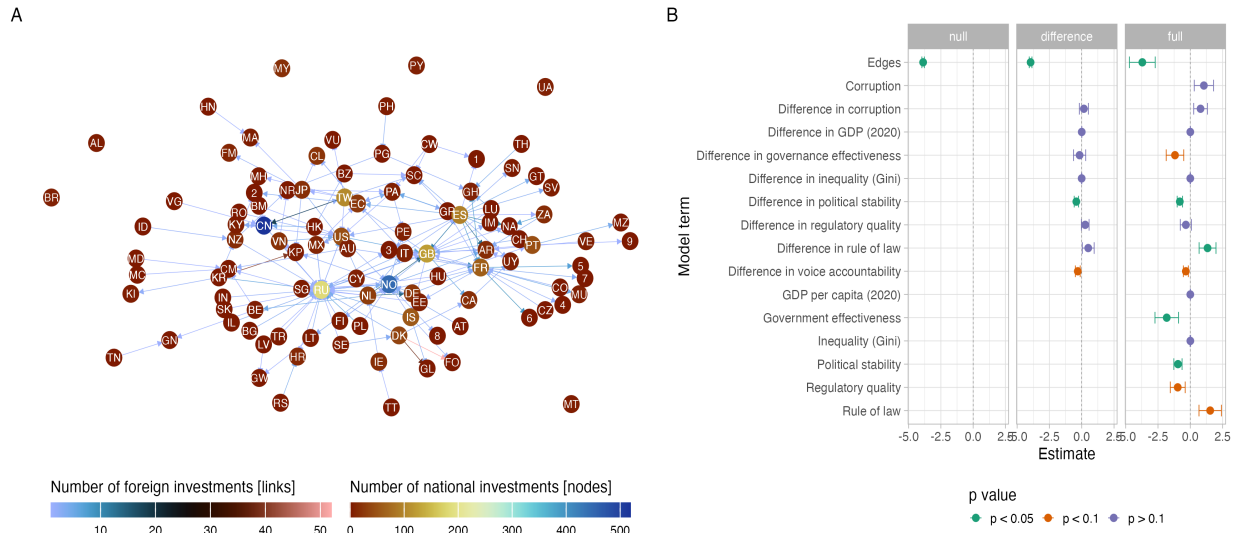 A
B
MY
PY
UA
HN
PH
AL
MA
VU
CW
TH
FM
CL
PG
1
SN
BR
MH
BZ
SC
GT
2
NR
JP
PA
GH
SV
VG
BM
TW
EC
LU
RO
GR
ES
IM
ZA
ID
KY
CN
HK
PE
NA
MZ
NZ
VN
MX
US
CH
PT
VE
9
MD
KP
AU
3
IT
GB
AR
UY
CM
FR
5
MC
KR
CY
HU
7
KI
SG
RU
NO
CO
MU
IN
NL
DE
CA
4
SK
BE
EE
CZ
IL
FI
IS
6
BG
PL
AT
TR
LT
DK
8
GN
LV
SE
TN
HR
IE
FO
GW
GL
RS
TT
MT
Number of foreign investments [links]
10
20
30
40
50
Number of national investments [nodes]
0
100
200
300
400
500
null
difference
full
Model term
Edges
Corruption
Difference in corruption
Difference in GDP (2020)
Difference in governance effectiveness
Difference in inequality (Gini)
Difference in political stability
Difference in regulatory quality
Difference in rule of law
Difference in voice accountability
GDP per capita (2020)
Government effectiveness
Inequality (Gini)
Political stability
Regulatory quality
Rule of law
-5.0 -2.5 0.0 2.5
-5.0 -2.5 0.0 2.5
-5.0 -2.5 0.0 2.5
Estimate
p value
p < 0.05 p < 0.1 p > 0.1